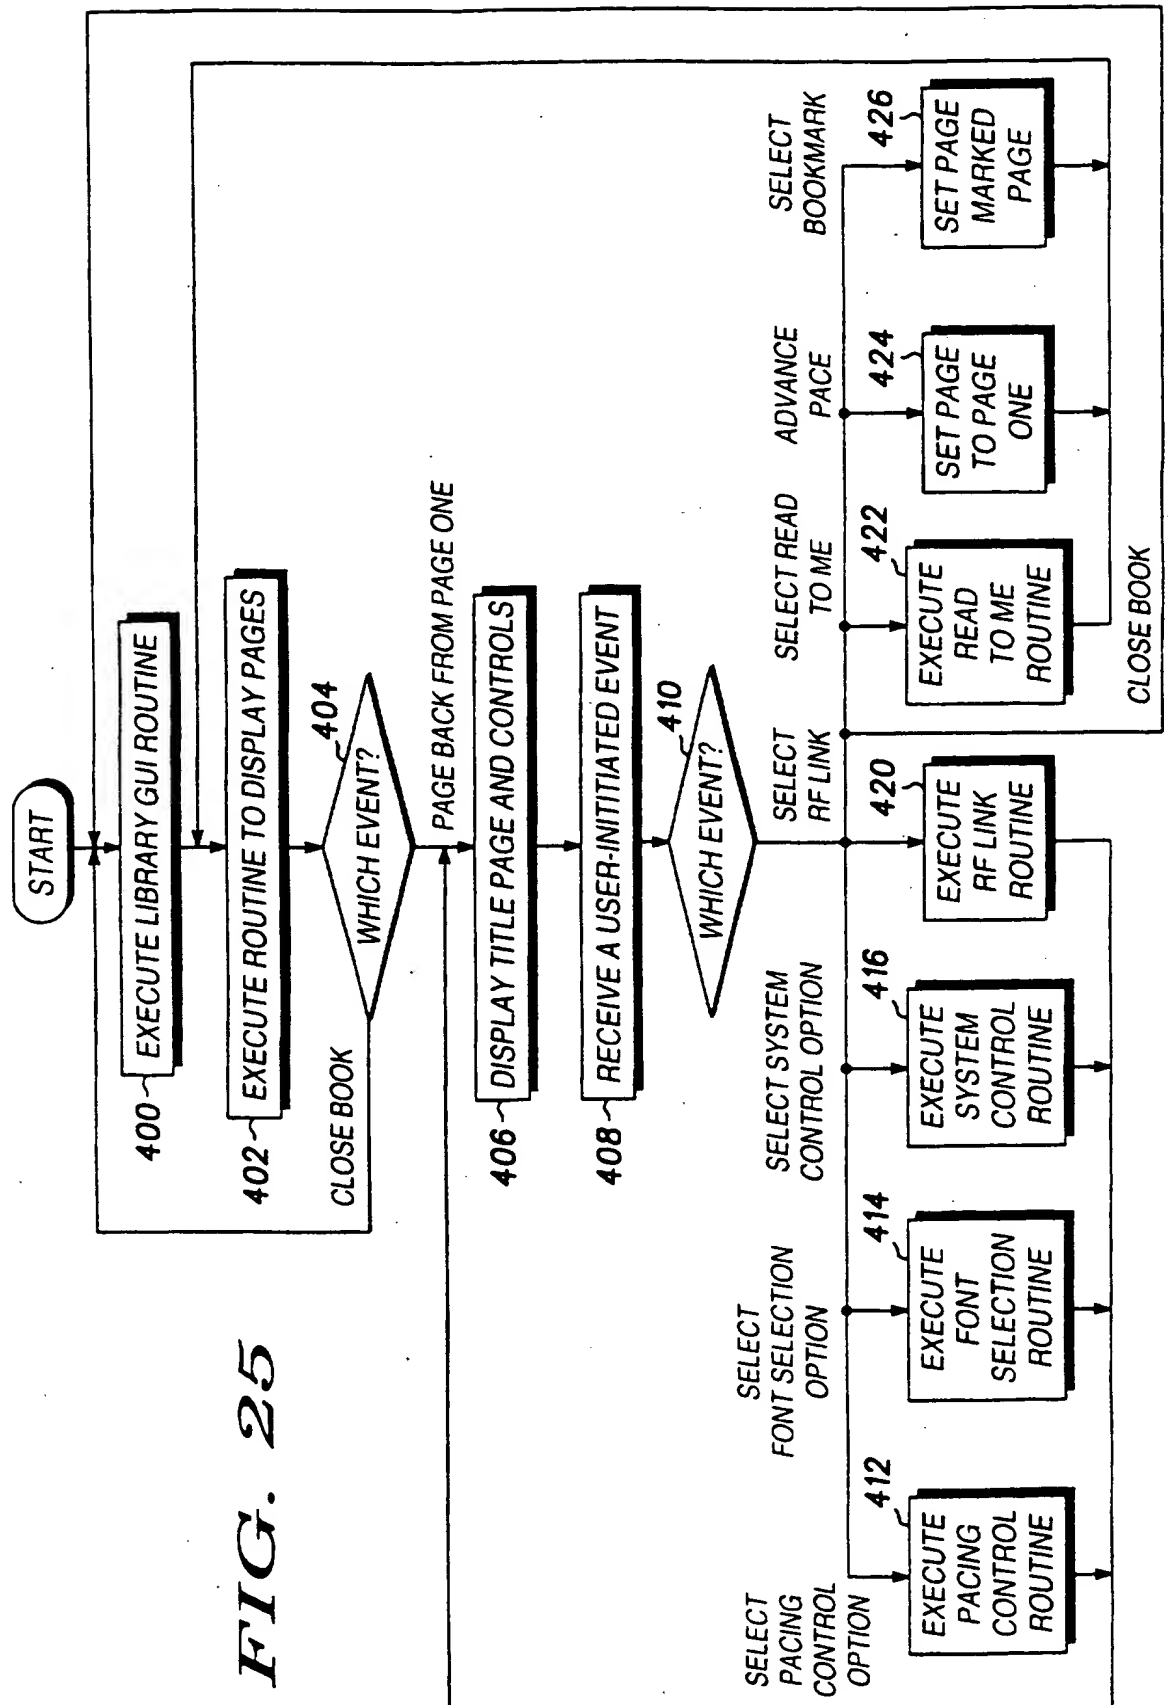 FIG. 25
START
400
EXECUTE LIBRARY GUI ROUTINE
402
EXECUTE ROUTINE TO DISPLAY PAGES
404
WHICH EVENT?
CLOSE BOOK
PAGE BACK FROM PAGE ONE
406
DISPLAY TITLE PAGE AND CONTROLS
408
RECEIVE A USER-INITIATED EVENT
410
WHICH EVENT?
SELECT
PACING
CONTROL
OPTION
412
EXECUTE
PACING
CONTROL
ROUTINE
SELECT
FONT SELECTION
OPTION
414
EXECUTE
FONT
SELECTION
ROUTINE
SELECT SYSTEM
CONTROL OPTION
416
EXECUTE
SYSTEM
CONTROL
ROUTINE
SELECT
RF LINK
420
EXECUTE
RF LINK
ROUTINE
SELECT READ
TO ME
422
EXECUTE
READ
TO ME
ROUTINE
ADVANCE
PACE
424
SET PAGE
TO PAGE
ONE
SELECT
BOOKMARK
426
SET PAGE
MARKED
PAGE
CLOSE BOOK